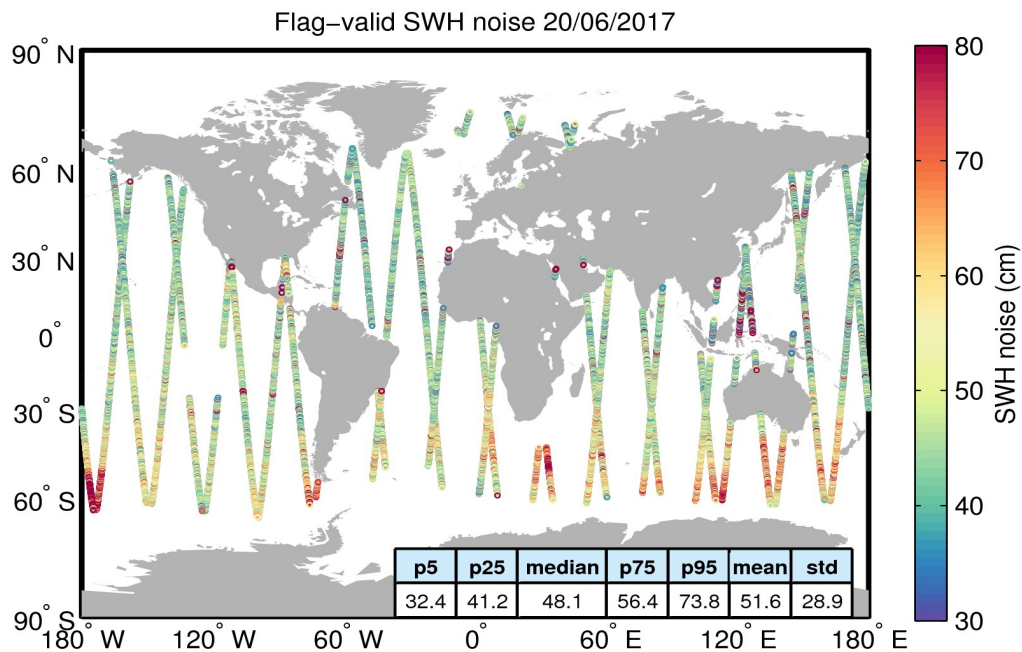 Flag−valid SWH noise 20/06/2017
90° N
60° N
30° N
0°
30° S
60° S
90° S
180° W 120° W 60° W 0° 60° E 120° E 180° E
p5 p25 median p75 p95 mean std
32.4 41.2 48.1 56.4 73.8 51.6 28.9
80
70
60
50
40
30
SWH noise (cm)